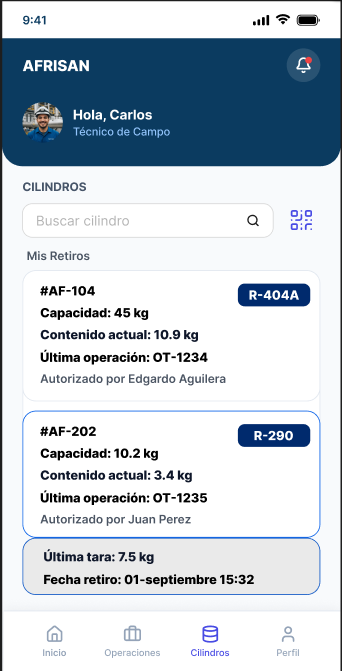 9:41
AFRISAN
Hola, Carlos
Técnico de Campo
CILINDROS
Buscar cilindro
Mis Retiros
#AF-104
R-404A
Capacidad: 45 kg
Contenido actual: 10.9 kg
Última operación: OT-1234
Autorizado por Edgardo Aguilera
#AF-202
R-290
Capacidad: 10.2 kg
Contenido actual: 3.4 kg
Última operación: OT-1235
Autorizado por Juan Perez
Última tara: 7.5 kg
Fecha retiro: 01-septiembre 15:32
Inicio Operaciones Cilindros Perfil